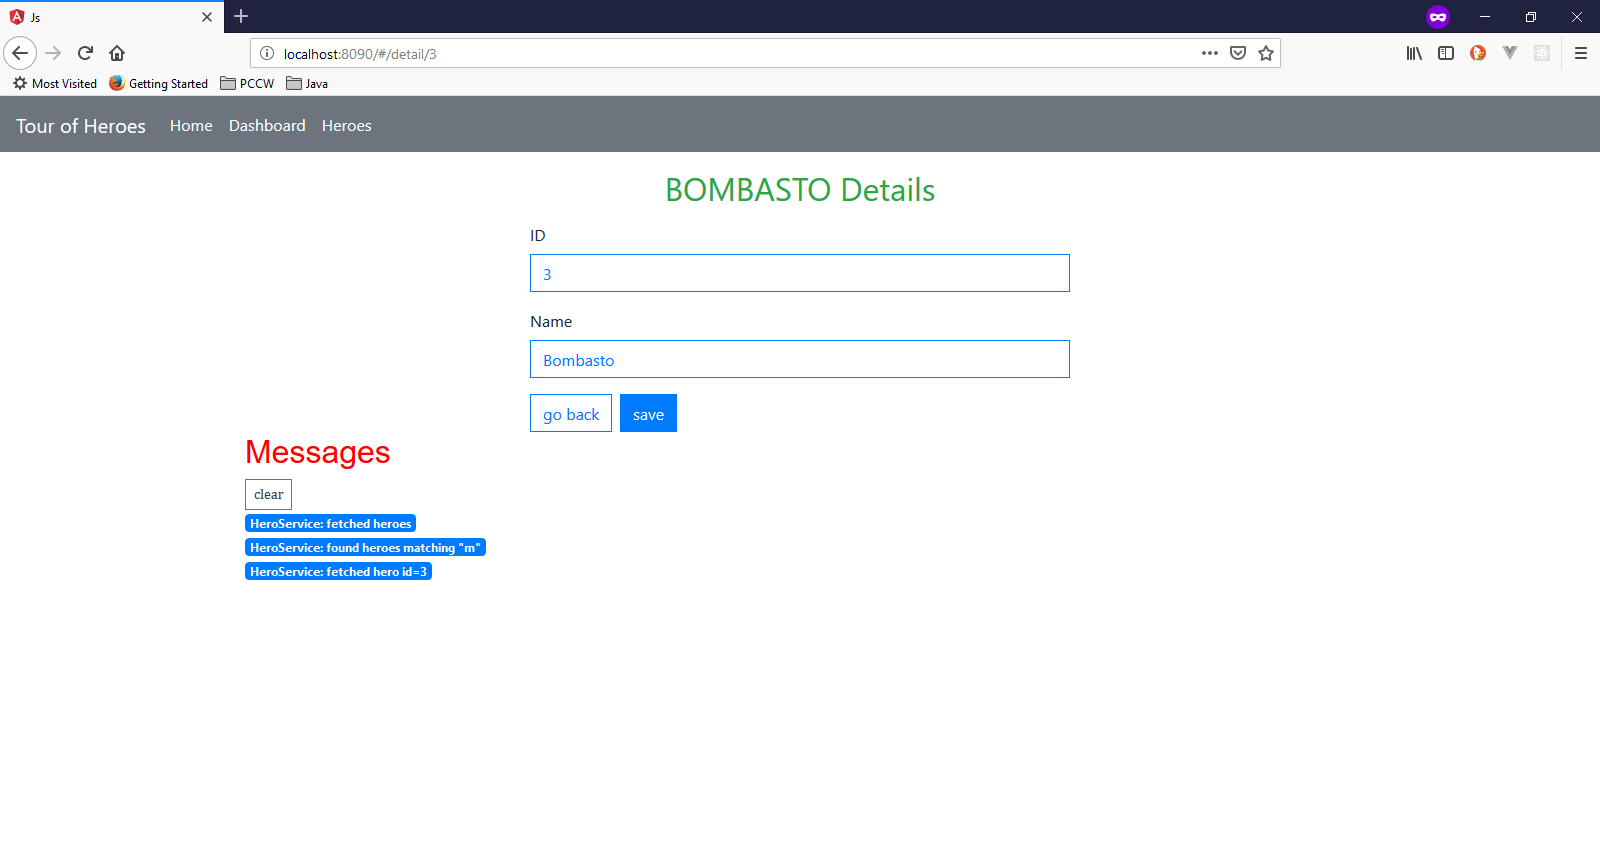 Js
localhost:8090/#/detail/3
Most Visited Getting Started PCCW Java
Tour of Heroes Home Dashboard Heroes
BOMBASTO Details
ID
3
Name
Bombasto
go back save
Messages
clear
HeroService: fetched heroes
HeroService: found heroes matching "m"
HeroService: fetched hero id=3